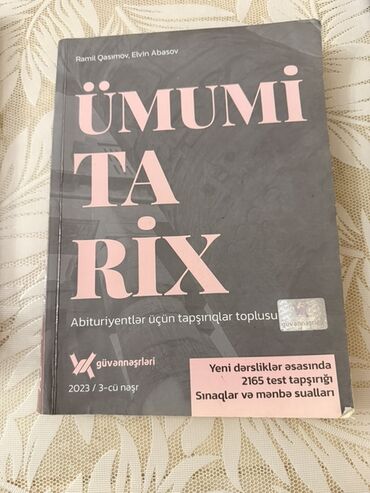 Ramil Qasımov, Elvin Abasov
ÜMUMİ
TA
RİX
Abituriyentlər üçün tapşırıqlar toplusu
güvənnəşrləri
güvənnəşrləri
2023 / 3-cü nəşr
Yeni dərsliklər əsasında
2165 test tapşırığı
Sınaqlar və mənbə sualları